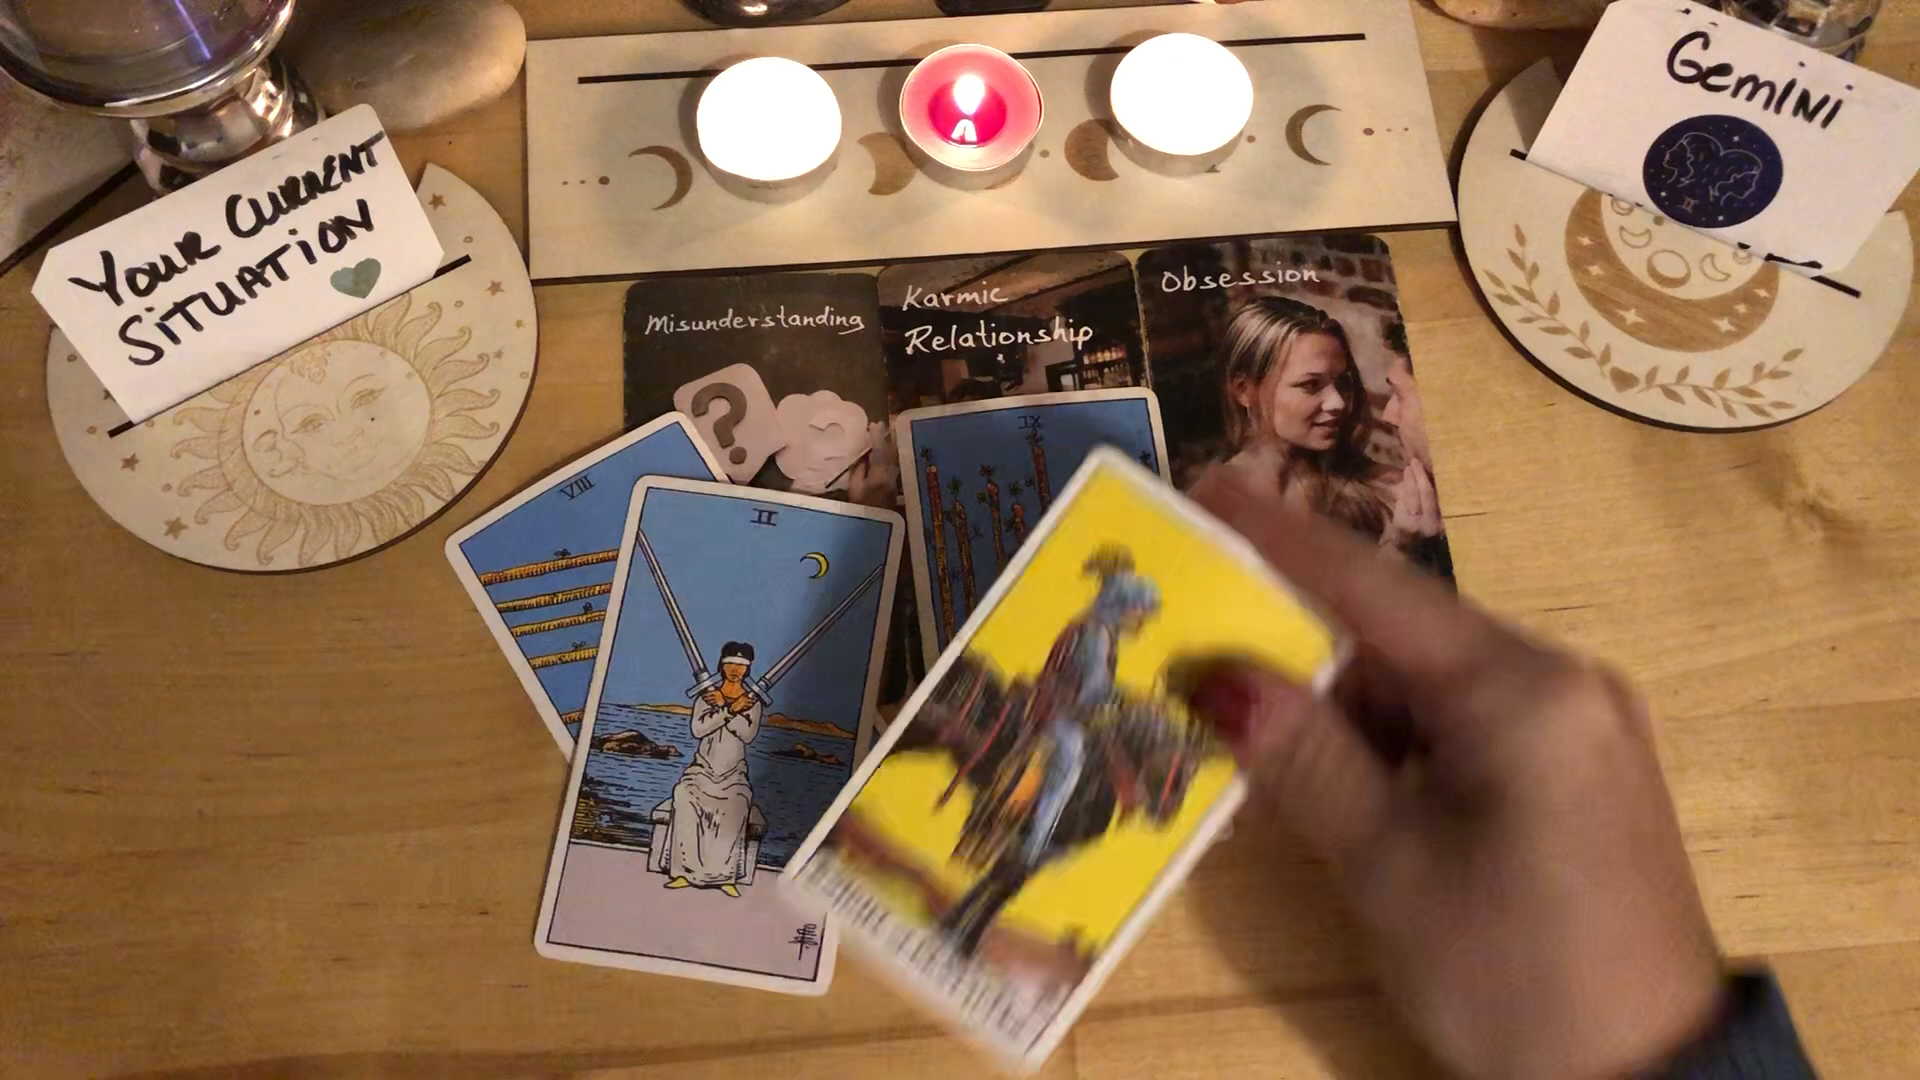 YOUR CURRENT
SITUATION
Gemini
Misunderstanding
Karmic
Relationship
Obsession
VIII
II
IX